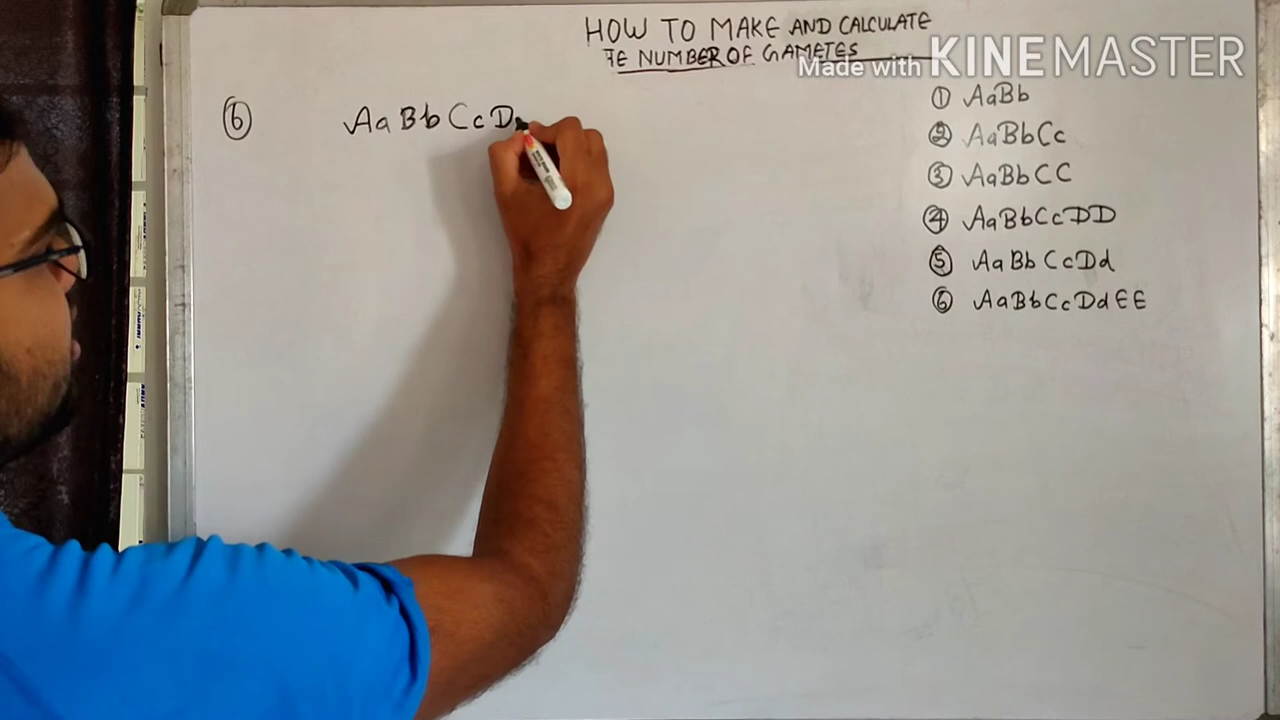 HOW TO MAKE AND CALCULATE
TE NUMBER OF GAMETES
Made with KINEMASTER
① AaBb
② AaBbCc
③ AaBbCC
④ AaBbCcDD
⑤ AaBbCcDd
⑥ AaBbCcDdEE
⑥ AaBbCcD